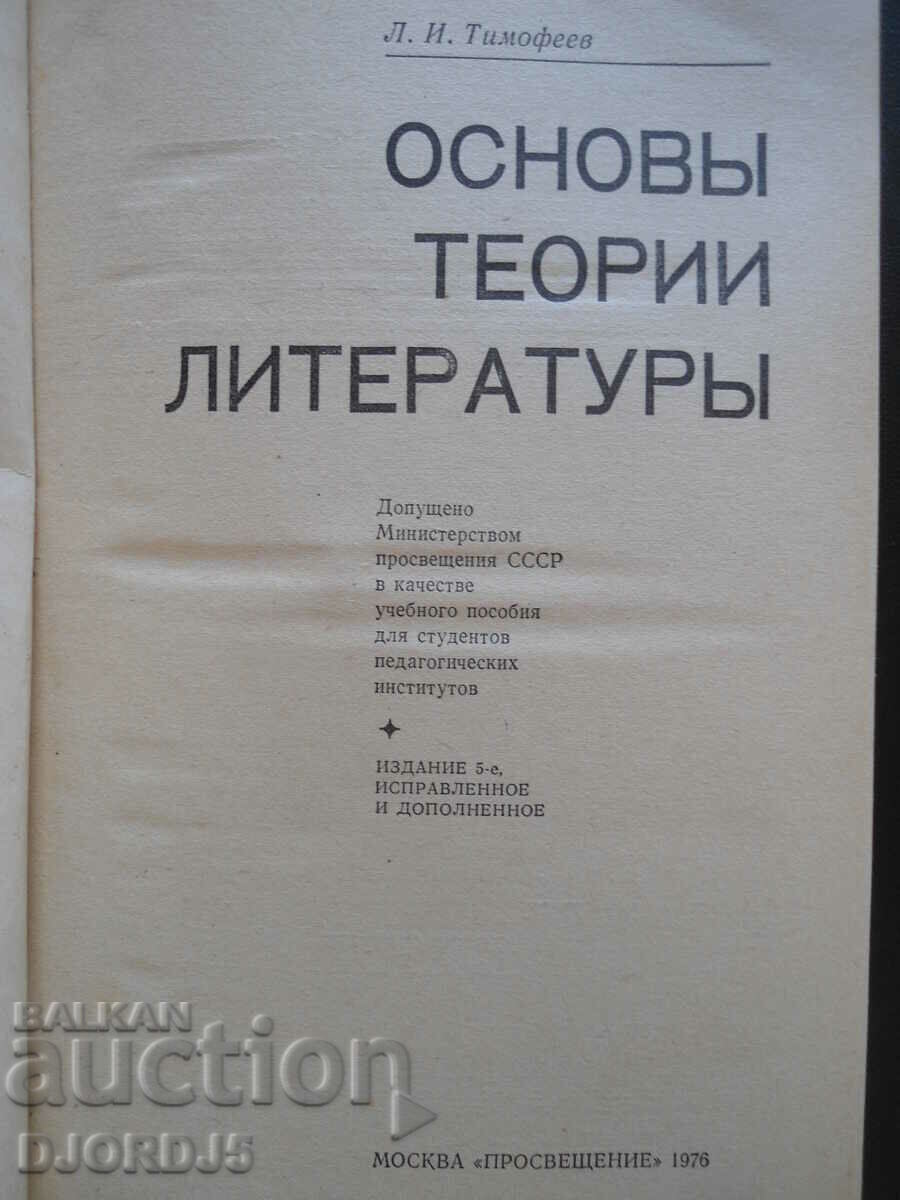 Л. И. Тимофеев
ОСНОВЫ
ТЕОРИИ
ЛИТЕРАТУРЫ
Допущено
Министерством
просвещения СССР
в качестве
учебного пособия
для студентов
педагогических
институтов
ИЗДАНИЕ 5-е,
ИСПРАВЛЕННОЕ
И ДОПОЛНЕННОЕ
BALKAN
auction
DJORDJ5
МОСКВА «ПРОСВЕЩЕНИЕ» 1976